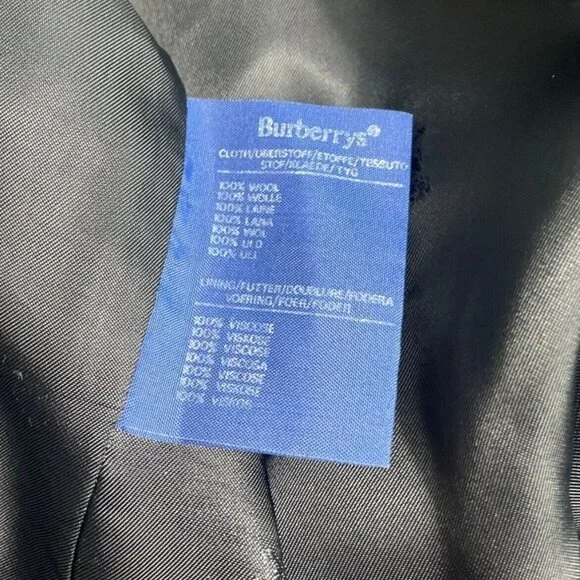 Burberrys®
CLOTH/OBERSTOFF/ETOFFE/TESSUTO
STOF/KLAEDE/TYG
100% WOOL
100% WOLLE
100% LAINE
100% LANA
100% WOL
100% ULD
100% ULL
LINING/FUTTER/DOUBLURE/FODERA
VOERING/FOER/FODER
100% VISCOSE
100% VISKOSE
100% VISCOSE
100% VISCOSA
100% VISCOSE
100% VISKOSE
100% VISKOS